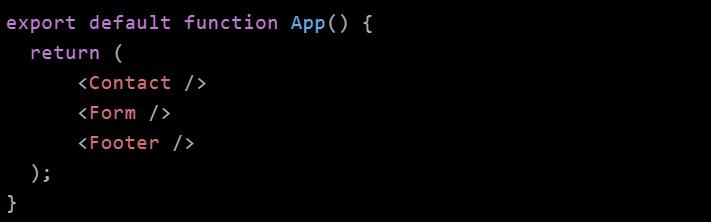 export default function App() {
  return (
      <Contact />
      <Form />
      <Footer />
  );
}